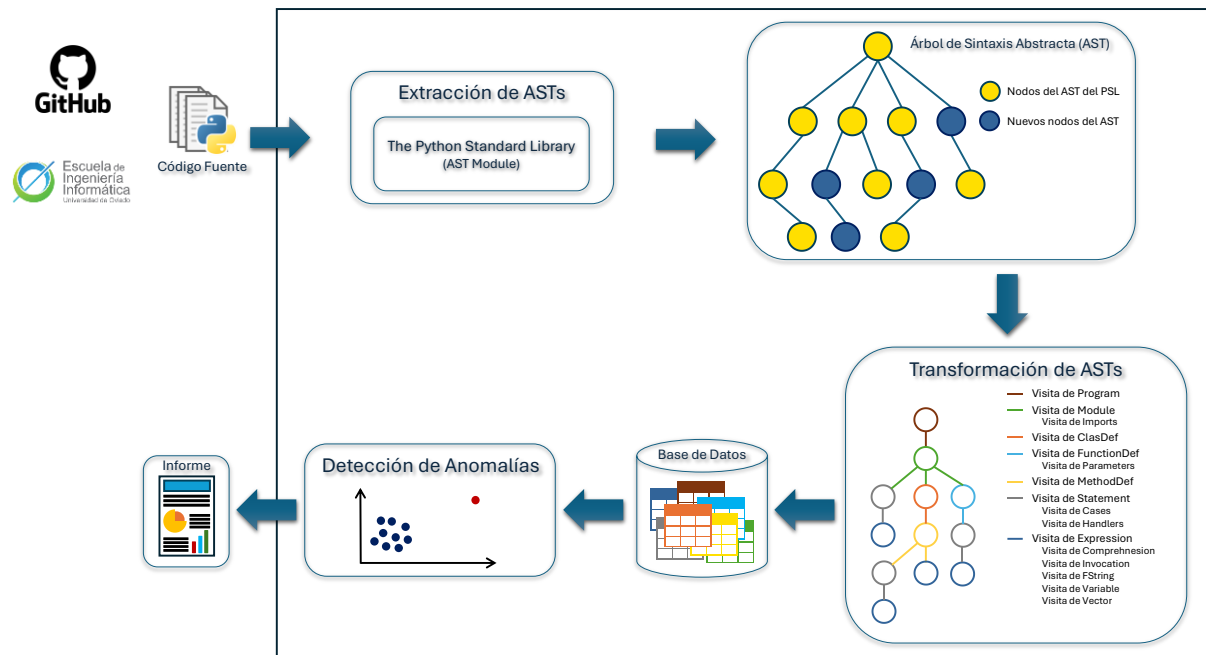 GitHub
Escuela de
Ingeniería
Informática
Universidad de Oviedo
Código Fuente
Extracción de ASTs
The Python Standard Library
(AST Module)
Árbol de Sintaxis Abstracta (AST)
Nodos del AST del PSL
Nuevos nodos del AST
Transformación de ASTs
Visita de Program
Visita de Module
Visita de Imports
Visita de ClasDef
Visita de FunctionDef
Visita de Parameters
Visita de MethodDef
Visita de Statement
Visita de Cases
Visita de Handlers
Visita de Expression
Visita de Comprehnesion
Visita de Invocation
Visita de FString
Visita de Variable
Visita de Vector
Base de Datos
Detección de Anomalías
Informe